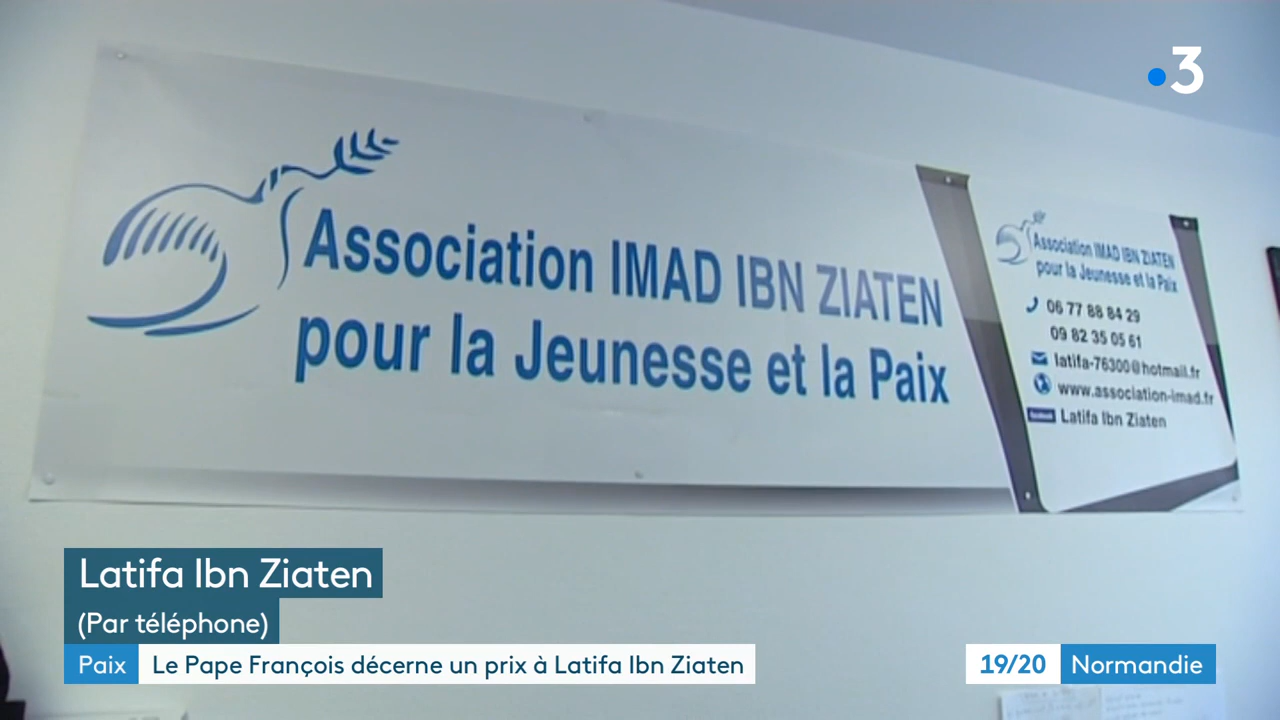 3
Association IMAD IBN ZIATEN
pour la Jeunesse et la Paix
Association IMAD IBN ZIATEN
pour la Jeunesse et la Paix
06 77 88 84 29
09 82 35 05 61
latifa-76300@hotmail.fr
www.association-imad.fr
facebook Latifa Ibn Ziaten
Latifa Ibn Ziaten
(Par téléphone)
Paix Le Pape François décerne un prix à Latifa Ibn Ziaten
19/20 Normandie